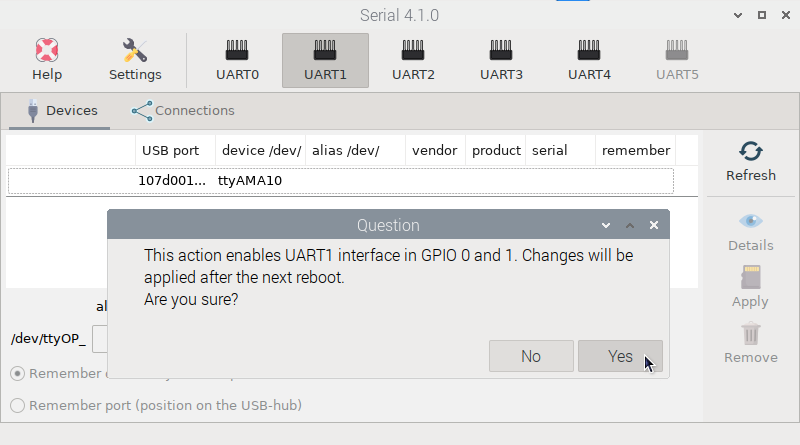 Serial 4.1.0
Help
Settings
UART0
UART1
UART2
UART3
UART4
UART5
Devices
Connections
USB port
device /dev/
alias /dev/
vendor
product
serial
remember
107d001...
ttyAMA10
Refresh
Details
Apply
Remove
Question
This action enables UART1 interface in GPIO 0 and 1. Changes will be
applied after the next reboot.
Are you sure?
No
Yes
/dev/ttyOP_
Remember
Remember port (position on the USB-hub)